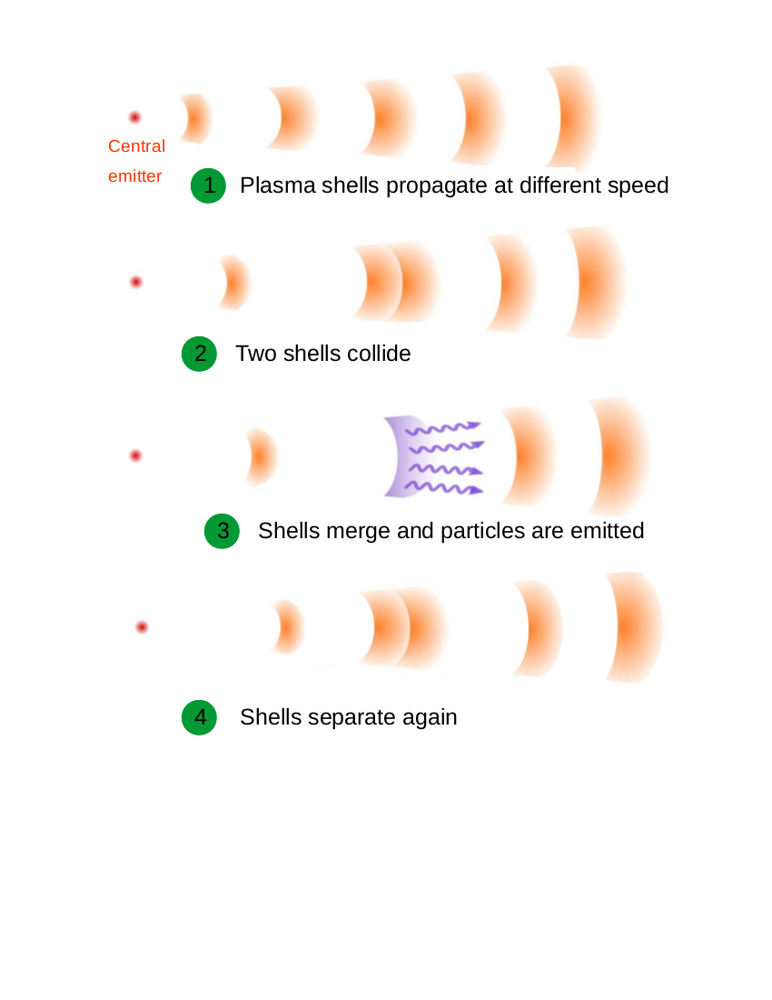 Central
emitter
1 Plasma shells propagate at different speed
2 Two shells collide
3 Shells merge and particles are emitted
4 Shells separate again